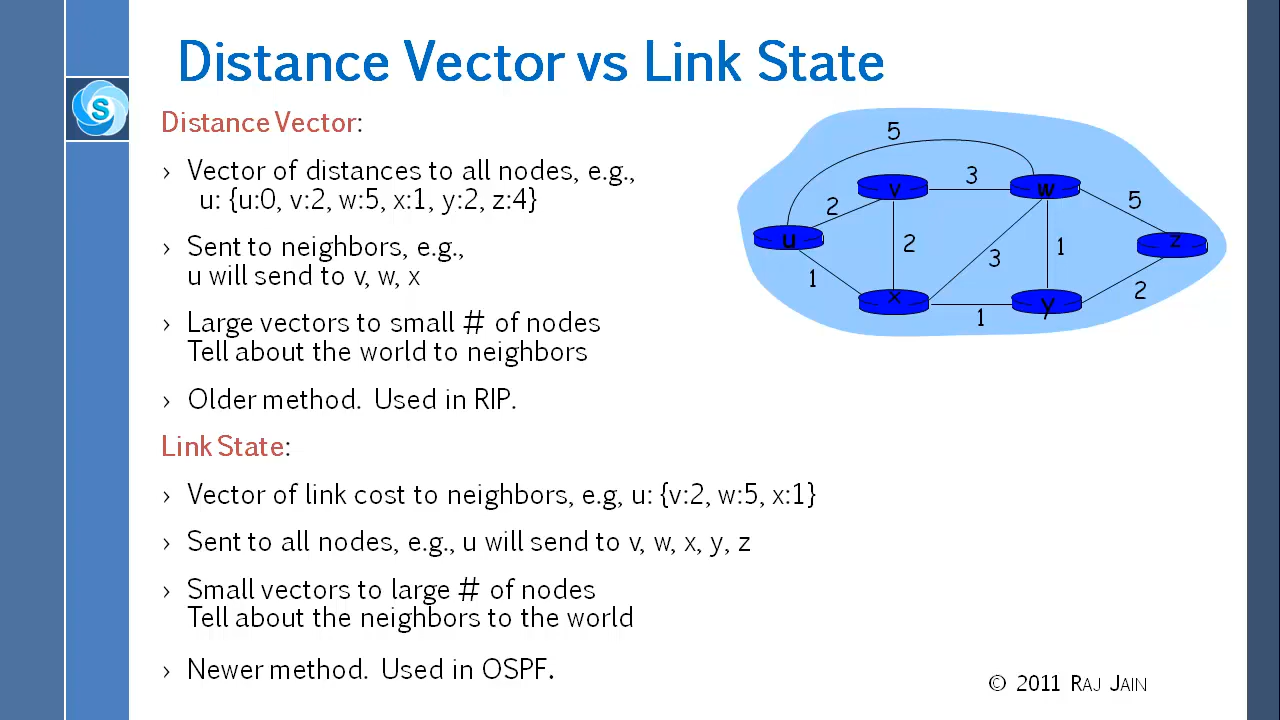 Distance Vector vs Link State
S
Distance Vector:
› Vector of distances to all nodes, e.g.,
u: {u:0, v:2, w:5, x:1, y:2, z:4}
› Sent to neighbors, e.g.,
u will send to v, w, x
› Large vectors to small # of nodes
Tell about the world to neighbors
› Older method. Used in RIP.
Link State:
› Vector of link cost to neighbors, e.g, u: {v:2, w:5, x:1}
› Sent to all nodes, e.g., u will send to v, w, x, y, z
› Small vectors to large # of nodes
Tell about the neighbors to the world
› Newer method. Used in OSPF.
5
v
3
w
2
5
u
2
3
1
z
1
x
1
y
2
© 2011 RAJ JAIN